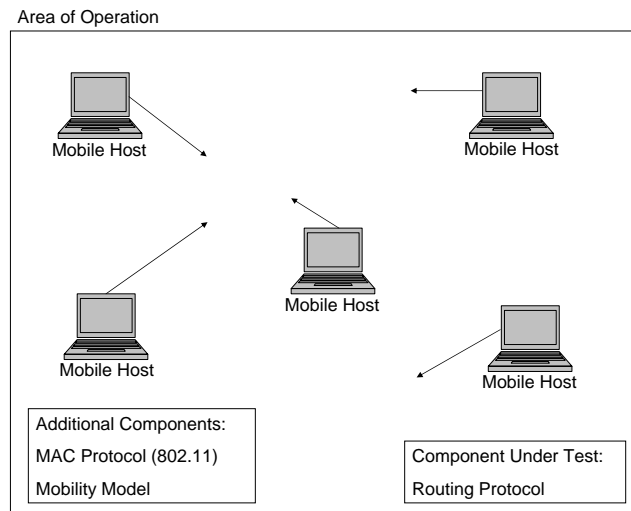 Area of Operation
Mobile Host
Mobile Host
Mobile Host
Mobile Host
Mobile Host
Additional Components:
MAC Protocol (802.11)
Mobility Model
Component Under Test:
Routing Protocol